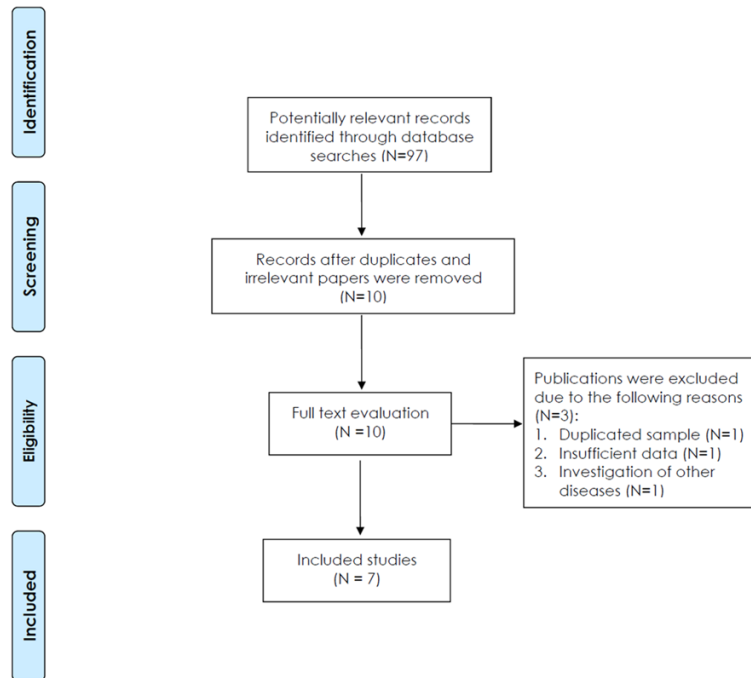 Identification
Potentially relevant records
identified through database
searches (N=97)
Screening
Records after duplicates and
irrelevant papers were removed
(N=10)
Eligibility
Full text evaluation
(N =10)
Publications were excluded
due to the following reasons
(N=3):
1. Duplicated sample (N=1)
2. Insufficient data (N=1)
3. Investigation of other
diseases (N=1)
Included
Included studies
(N = 7)